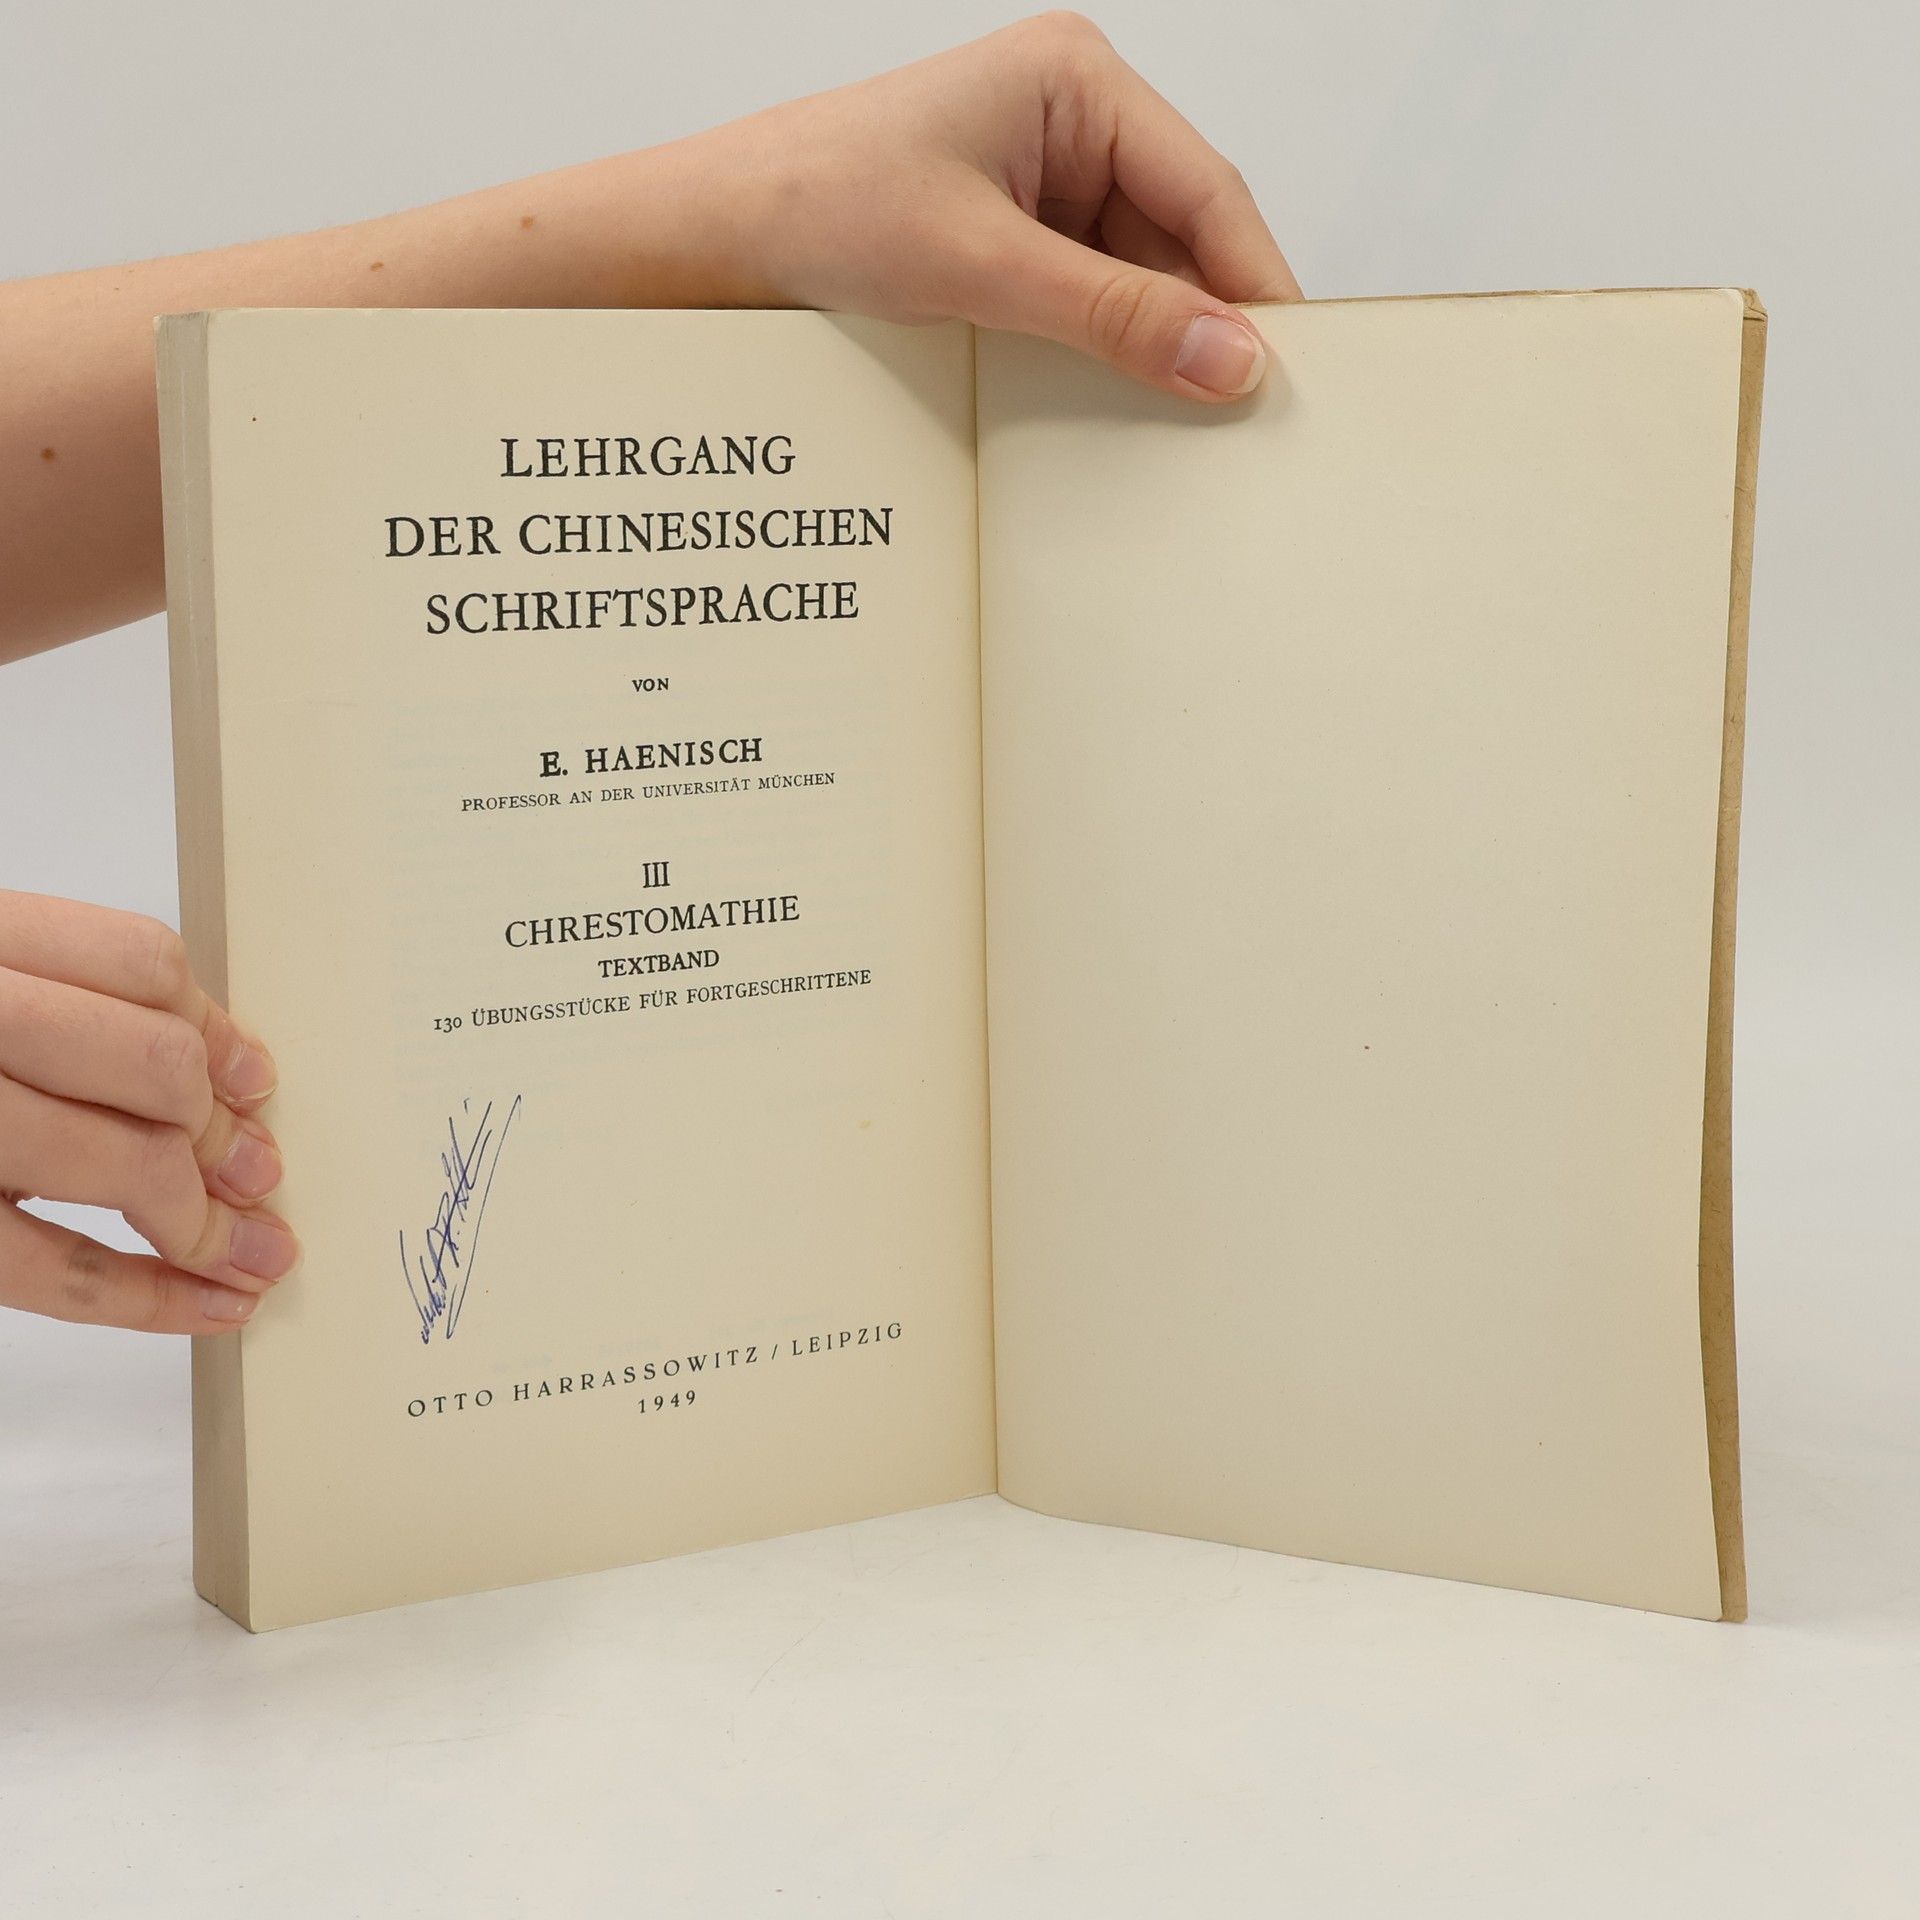 LEHRGANG
DER CHINESISCHEN
SCHRIFTSPRACHE
VON
E. HAENISCH
PROFESSOR AN DER UNIVERSITÄT MÜNCHEN
III
CHRESTOMATHIE
TEXTBAND
130 ÜBUNGSSTÜCKE FÜR FORTGESCHRITTENE
OTTO HARRASSOWITZ / LEIPZIG
1949